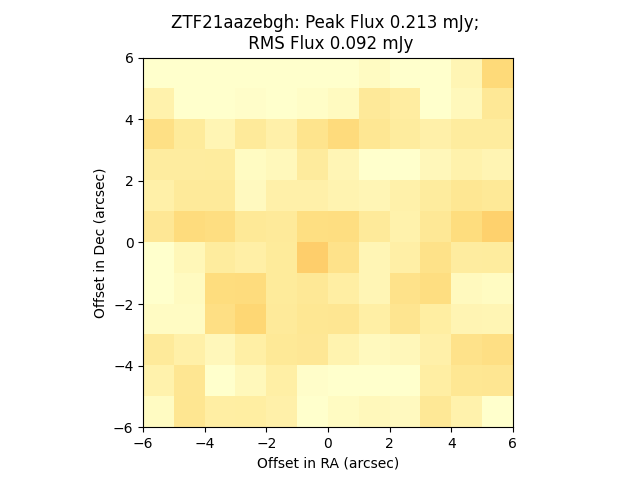 ZTF21aazebgh: Peak Flux 0.213 mJy;
RMS Flux 0.092 mJy
6
4
2
0
−2
−4
−6
Offset in Dec (arcsec)
−6 −4 −2 0 2 4 6
Offset in RA (arcsec)